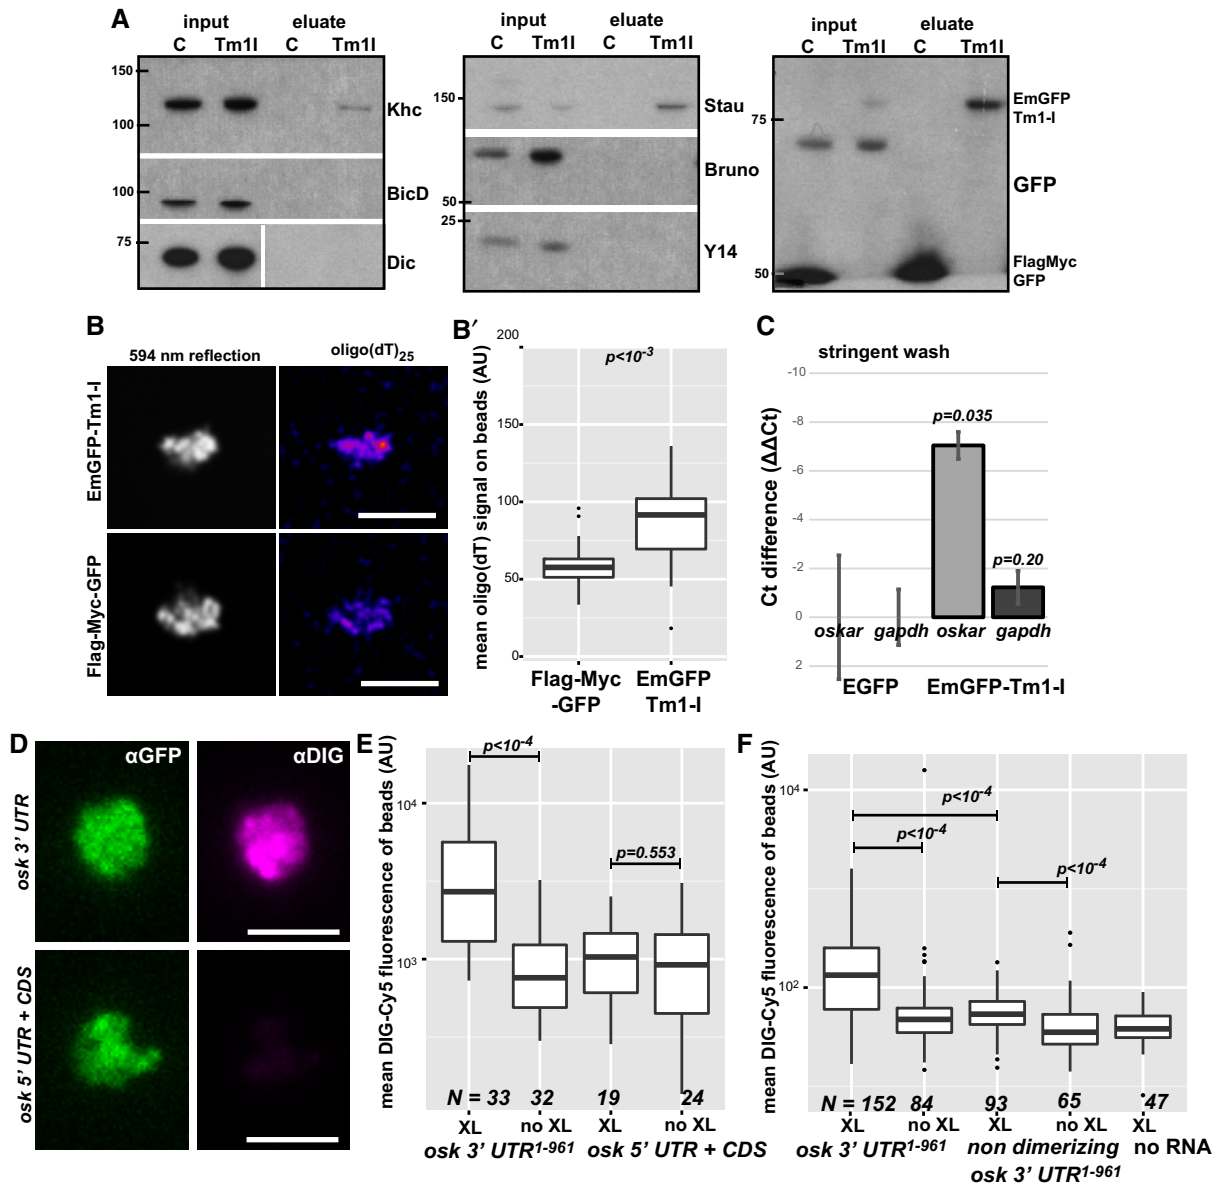 A
input eluate
C Tm1I C Tm1I
150
100
Khc
100
BicD
75
Dic
input eluate
C Tm1I C Tm1I
150
Stau
Bruno
50
25
Y14
input eluate
C Tm1I C Tm1I
EmGFP
Tm1-I
75
GFP
50
FlagMyc
GFP
B
594 nm reflection
oligo(dT)25
EmGFP-Tm1-I
Flag-Myc-GFP
B′
mean oligo(dT) signal on beads (AU)
200
150
100
50
0
p<10-3
Flag-Myc
-GFP
EmGFP
Tm1-I
C
stringent wash
Ct difference (ΔΔCt)
-10
-8
-6
-4
-2
0
2
p=0.035
p=0.20
oskar gapdh oskar gapdh
EGFP EmGFP-Tm1-I
D
αGFP
αDIG
osk 3’ UTR
osk 5’ UTR + CDS
E
mean DIG-Cy5 fluorescence of beads (AU)
104
103
p<10-4
p=0.553
N = 33 32 19 24
XL no XL XL no XL
osk 3’ UTR1-961 osk 5’ UTR + CDS
F
mean DIG-Cy5 fluorescence of beads (AU)
104
102
p<10-4
p<10-4
p<10-4
N = 152 84 93 65 47
XL no XL XL no XL XL
osk 3’ UTR1-961 non dimerizing no RNA
osk 3’ UTR1-961